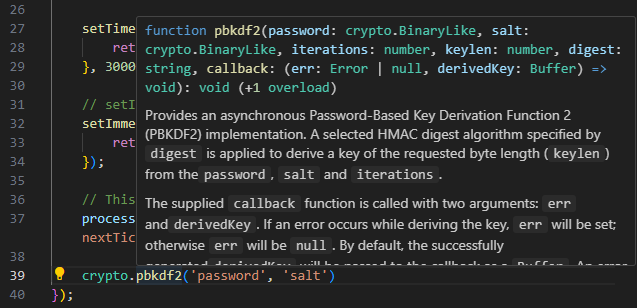 26
27 setTime
28 ret
29 }, 3000
30
31 // setI
32 setImme
33 ret
34 });
35
36 // This
37 process
nextTic
38
39 crypto.pbkdf2('password', 'salt')
40 });
function pbkdf2(password: crypto.BinaryLike, salt:
crypto.BinaryLike, iterations: number, keylen: number, digest:
string, callback: (err: Error | null, derivedKey: Buffer) =>
void): void (+1 overload)
Provides an asynchronous Password-Based Key Derivation Function 2
(PBKDF2) implementation. A selected HMAC digest algorithm specified by
digest is applied to derive a key of the requested byte length ( keylen )
from the password , salt and iterations .
The supplied callback function is called with two arguments: err
and derivedKey . If an error occurs while deriving the key, err will be set;
otherwise err will be null . By default, the successfully
generated derivedKey will be passed to the callback as a Buffer . An error